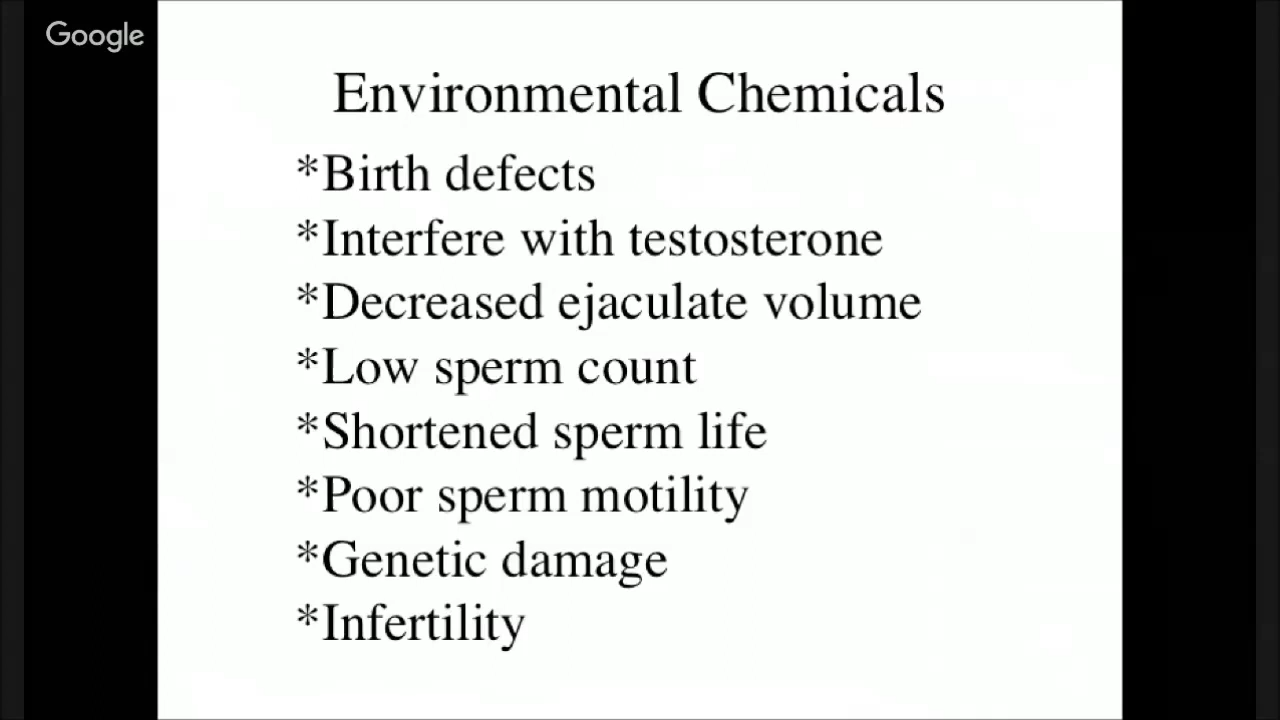 Google
Environmental Chemicals
*Birth defects
*Interfere with testosterone
*Decreased ejaculate volume
*Low sperm count
*Shortened sperm life
*Poor sperm motility
*Genetic damage
*Infertility